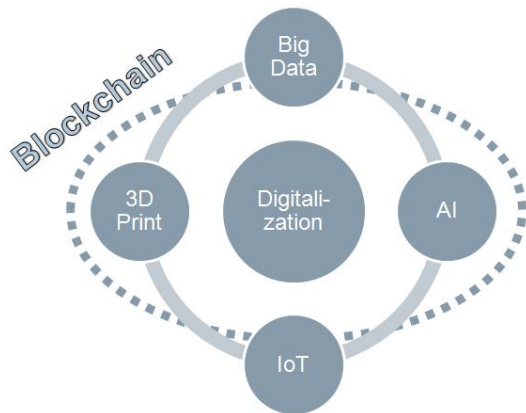 Big
Data
Blockchain
3D
Print
Digitali-
zation
AI
IoT